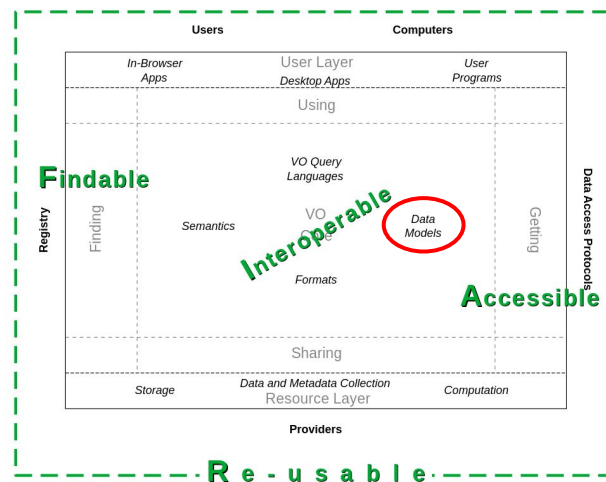 Users
Computers
In-Browser
Apps
User Layer
Desktop Apps
User
Programs
Using
Findable
VO Query
Languages
Interoperable
Registry
Finding
Semantics
VO
Data
Models
Getting
Data Access Protocols
Formats
Accessible
Sharing
Storage
Data and Metadata Collection
Resource Layer
Computation
Providers
Re-usable